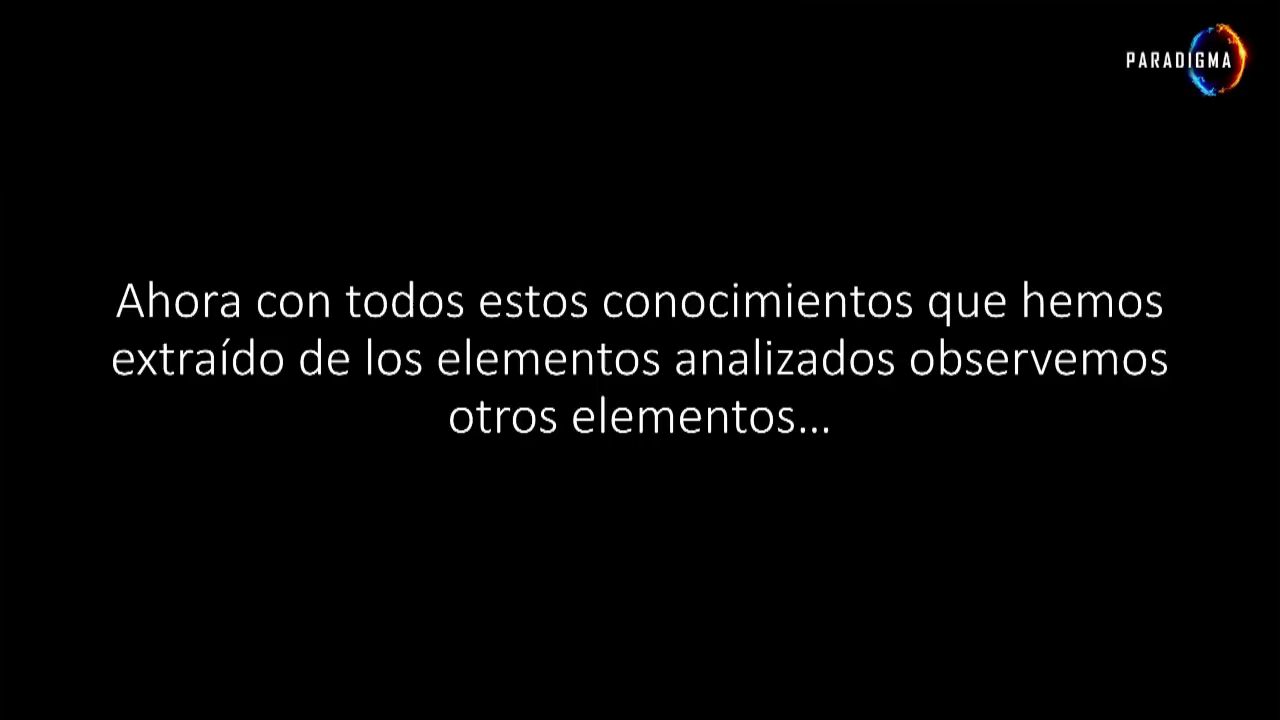 PARADIGMA
Ahora con todos estos conocimientos que hemos
extraído de los elementos analizados observemos
otros elementos...